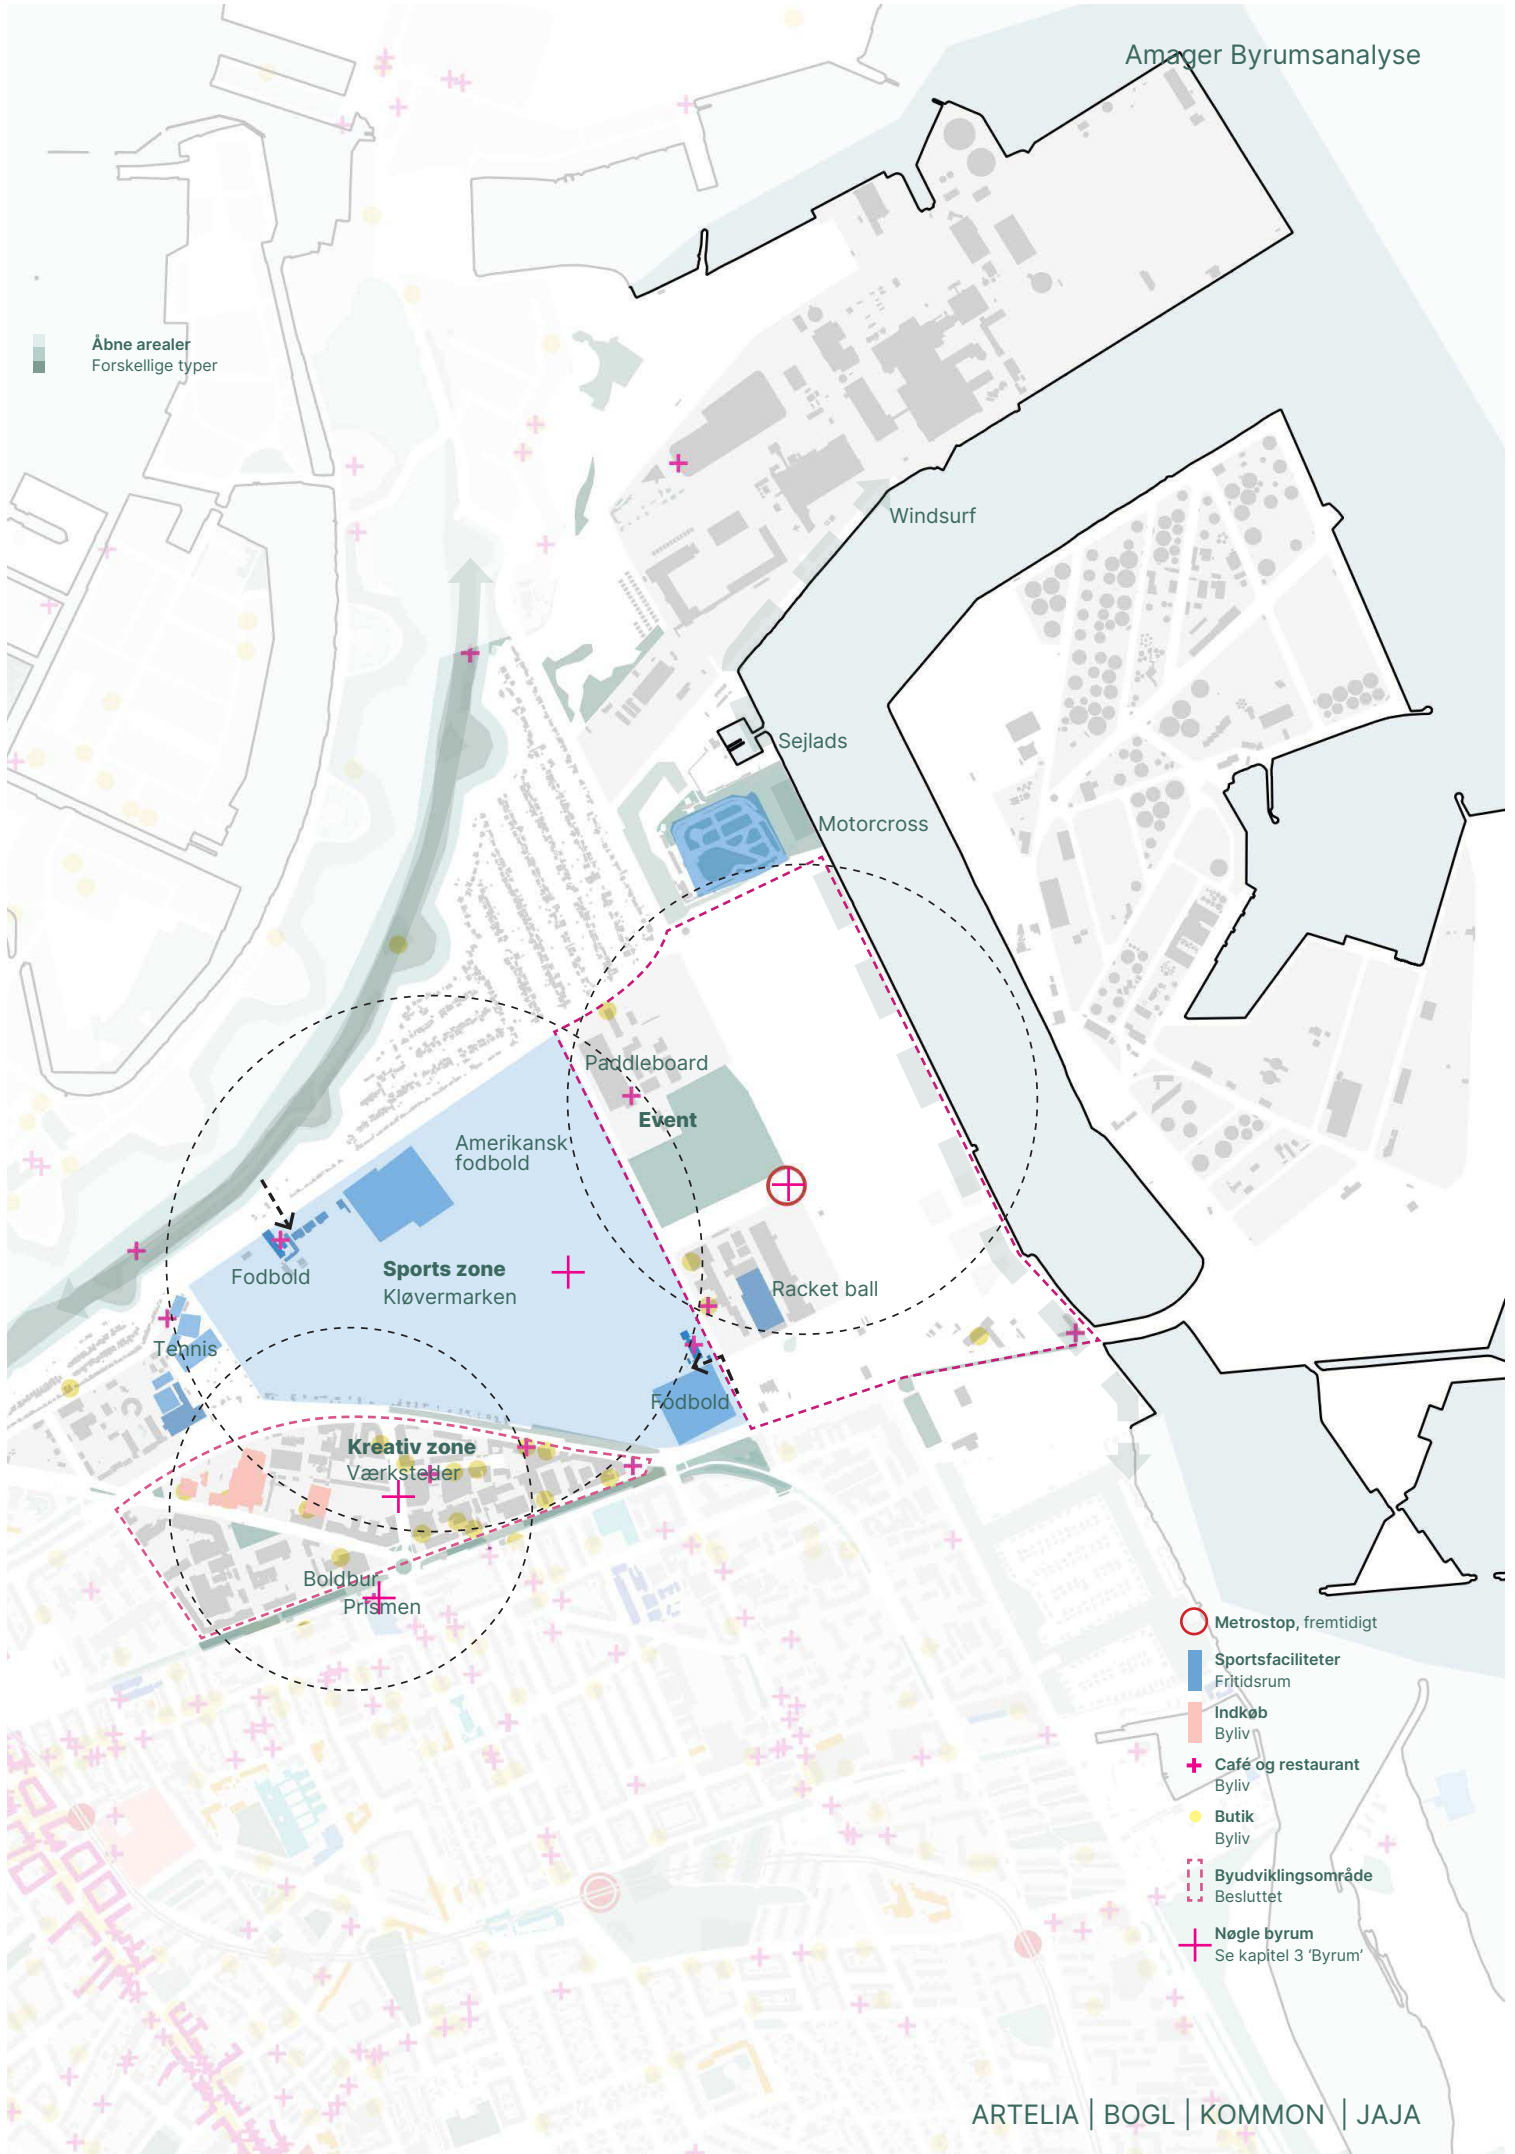 Amager Byrumsanalyse
Åbne arealer
Forskellige typer
Windsurf
Sejlads
Motorcross
Paddleboard
Event
Amerikansk
fodbold
Sports zone
Kløvermarken
Fodbold
Racket ball
Tennis
Fodbold
Kreativ zone
Værksteder
Boldbur
Prismen
Metrostop, fremtidigt
Sportsfaciliteter
Fritidsrum
Indkøb
Byliv
Café og restaurant
Byliv
Butik
Byliv
Byudviklingsområde
Besluttet
Nøgle byrum
Se kapitel 3 ‘Byrum’
ARTELIA | BOGL | KOMMON | JAJA